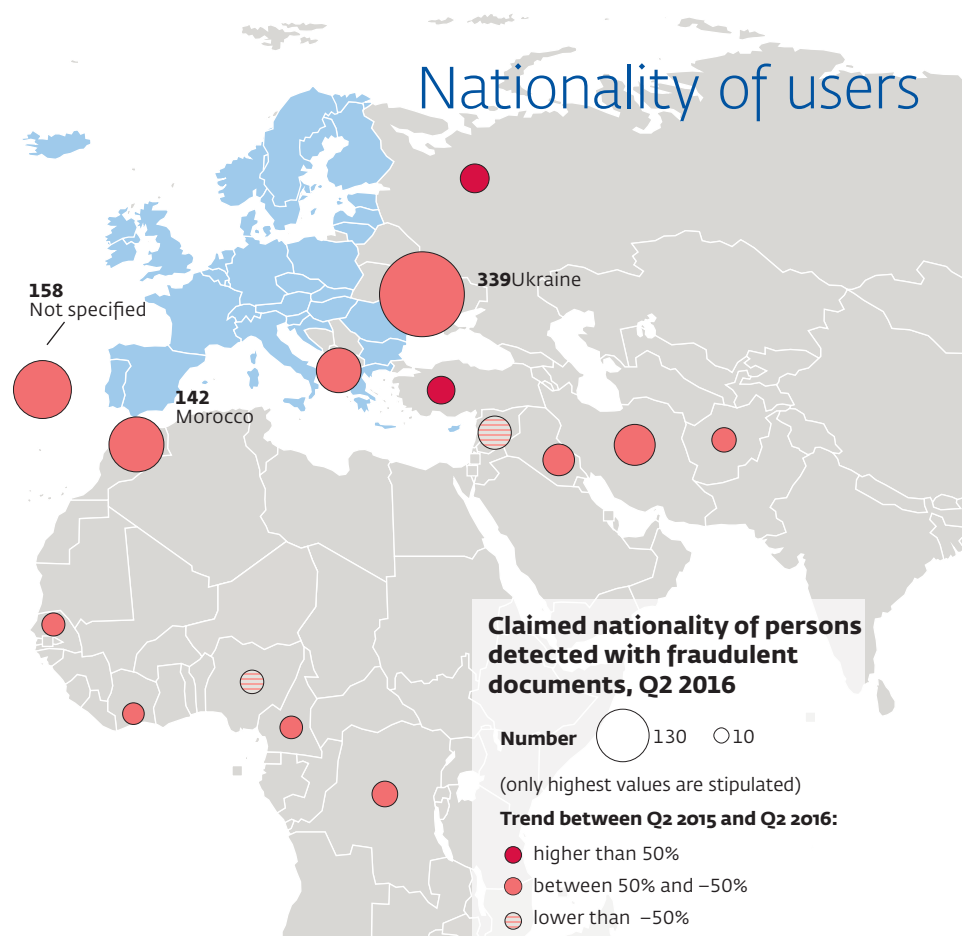 Nationality of users
158
Not specified
339Ukraine
142
Morocco
Claimed nationality of persons
detected with fraudulent
documents, Q2 2016
Number 130 10
(only highest values are stipulated)
Trend between Q2 2015 and Q2 2016:
higher than 50%
between 50% and –50%
lower than –50%